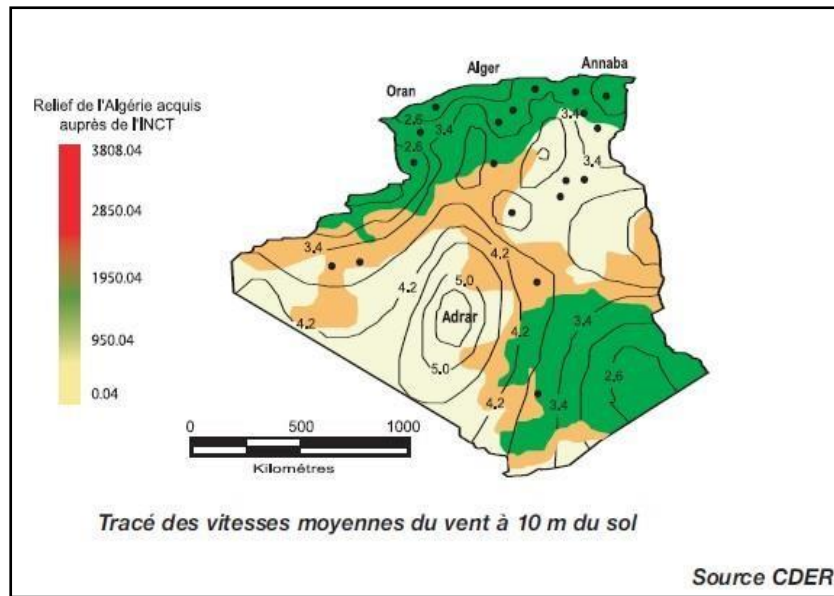 Alger
Annaba
Oran
Relief de l'Algérie acquis
auprès de l'INCT
3808.04
2850.04
1950.04
950.04
0.04
2.6
3.4
2.6
3.4
3.4
3.4
4.2
5.0
4.2
Adrar
4.2
4.2
3.4
5.0
2.6
4.2
3.4
0 500 1000
Kilométres
Tracé des vitesses moyennes du vent à 10 m du sol
Source CDER